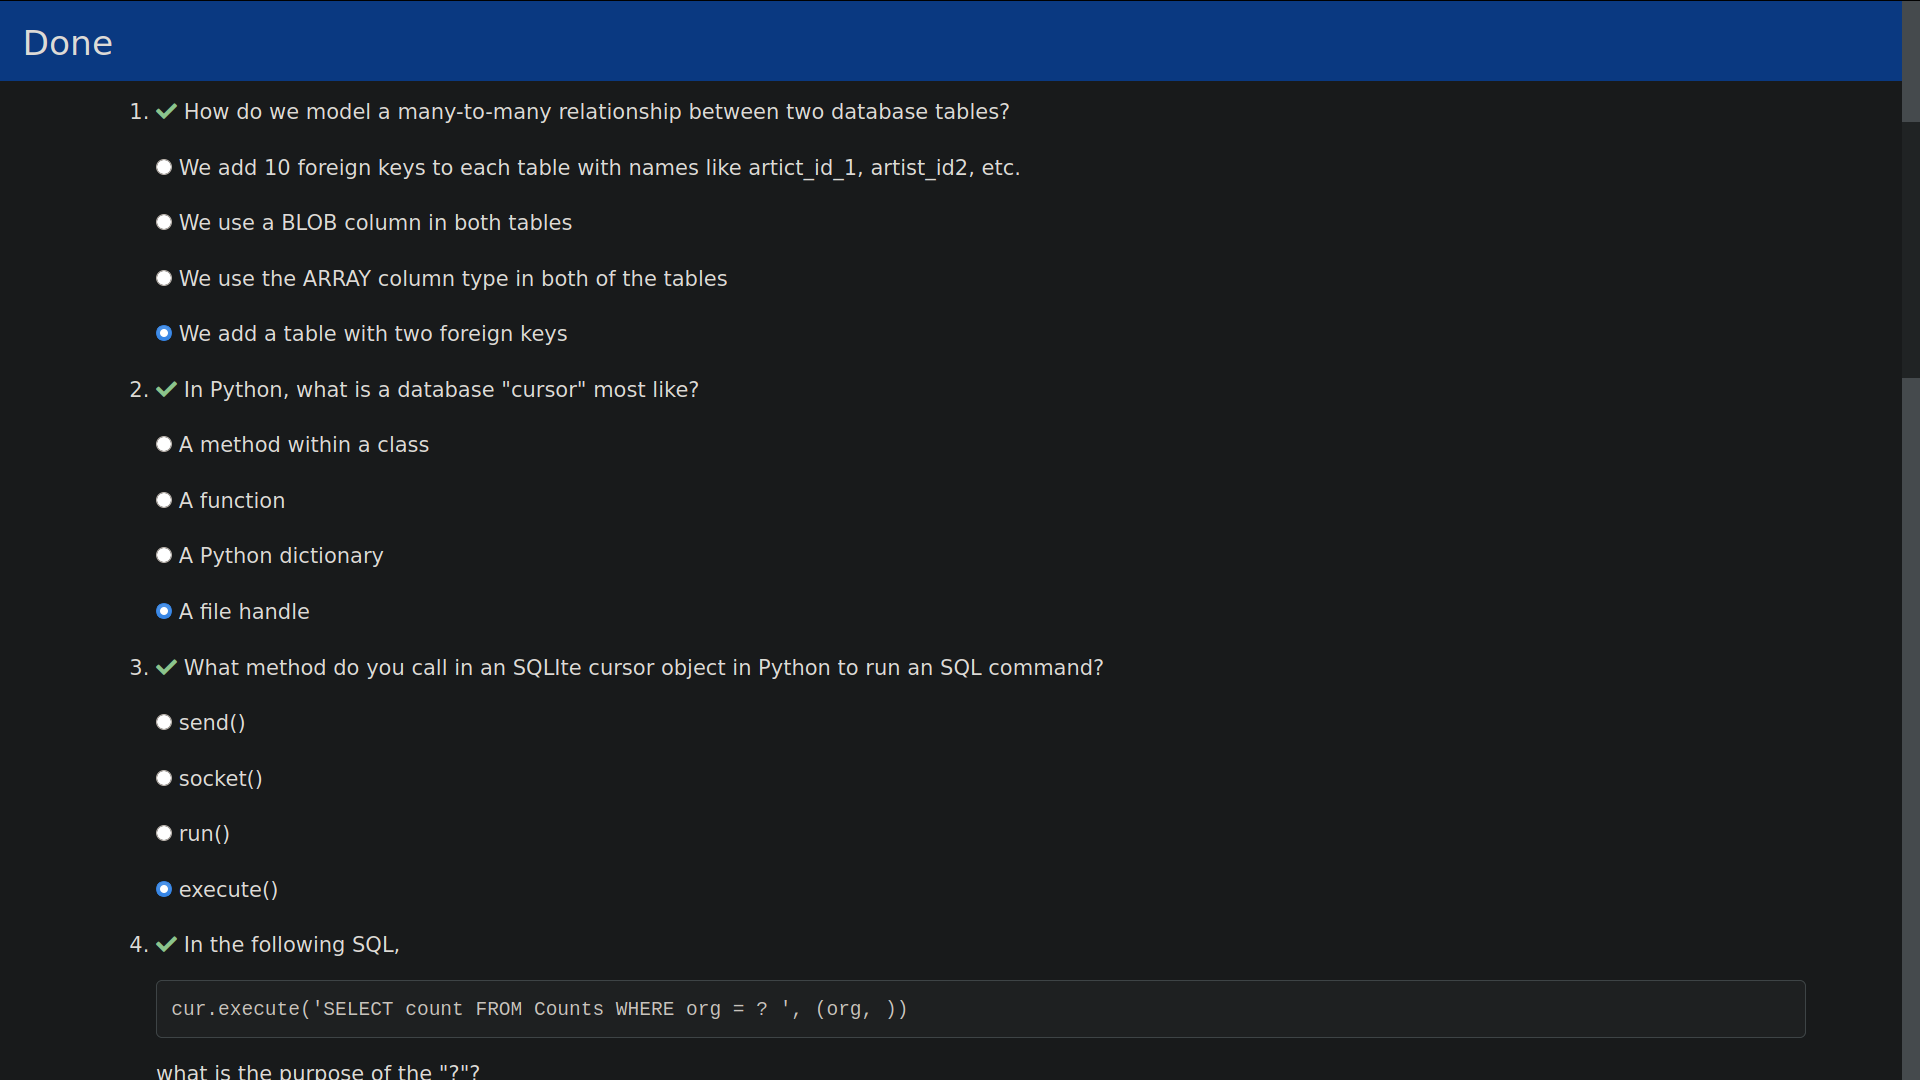 Done
1. How do we model a many-to-many relationship between two database tables?
We add 10 foreign keys to each table with names like artict_id_1, artist_id2, etc.
We use a BLOB column in both tables
We use the ARRAY column type in both of the tables
We add a table with two foreign keys
2. In Python, what is a database "cursor" most like?
A method within a class
A function
A Python dictionary
A file handle
3. What method do you call in an SQLIte cursor object in Python to run an SQL command?
send()
socket()
run()
execute()
4. In the following SQL,
cur.execute('SELECT count FROM Counts WHERE org = ? ', (org, ))
what is the purpose of the "?"?